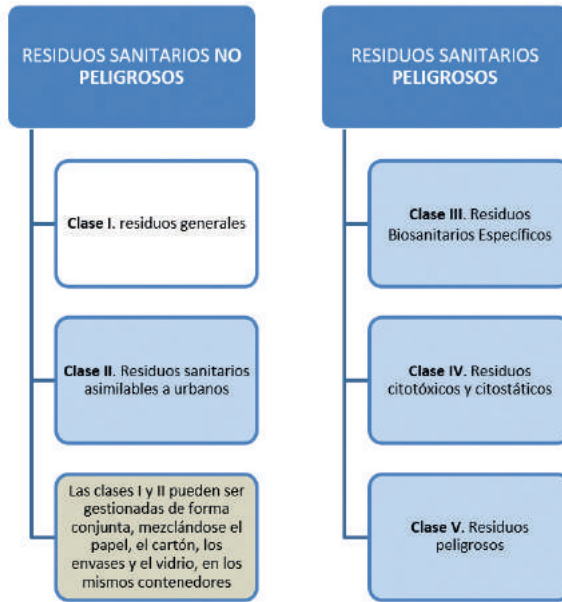 RESIDUOS SANITARIOS NO
PELIGROSOS
Clase I. residuos generales
Clase II. Residuos sanitarios
asimilables a urbanos
Las clases I y II pueden ser
gestionadas de forma
conjunta, mezclándose el
papel, el cartón, los
envases y el vidrio, en los
mismos contenedores
RESIDUOS SANITARIOS
PELIGROSOS
Clase III. Residuos
Biosanitarios Específicos
Clase IV. Residuos
citotóxicos y citostáticos
Clase V. Residuos
peligrosos